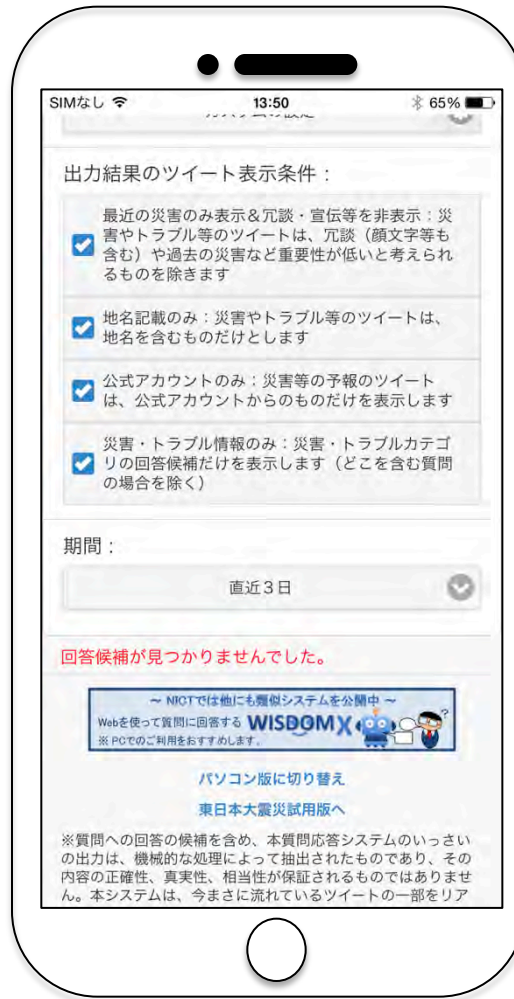 SIMなし 13:50 65%
出力結果のツイート表示条件：
最近の災害のみ表示＆冗談・宣伝等を非表示：災
害やトラブル等のツイートは、冗談（顔文字等も
含む）や過去の災害など重要性が低いと考えられ
るものを除きます
地名記載のみ：災害やトラブル等のツイートは、
地名を含むものだけとします
公式アカウントのみ：災害等の予報のツイート
は、公式アカウントからのものだけを表示します
災害・トラブル情報のみ：災害・トラブルカテゴ
リの回答候補だけを表示します（どこを含む質問
の場合を除く）
期間：
直近３日
回答候補が見つかりませんでした。
～ NICTでは他にも類似システムを公開中 ～
Webを使って質問に回答する WISDOM X
※ PCでのご利用をおすすめします。
パソコン版に切り替え
東日本大震災試用版へ
※質問への回答の候補を含め、本質問応答システムのいっさい
の出力は、機械的な処理によって抽出されたものであり、その
内容の正確性、真実性、相当性が保証されるものではありませ
ん。本システムは、今まさに流れているツイートの一部をリア